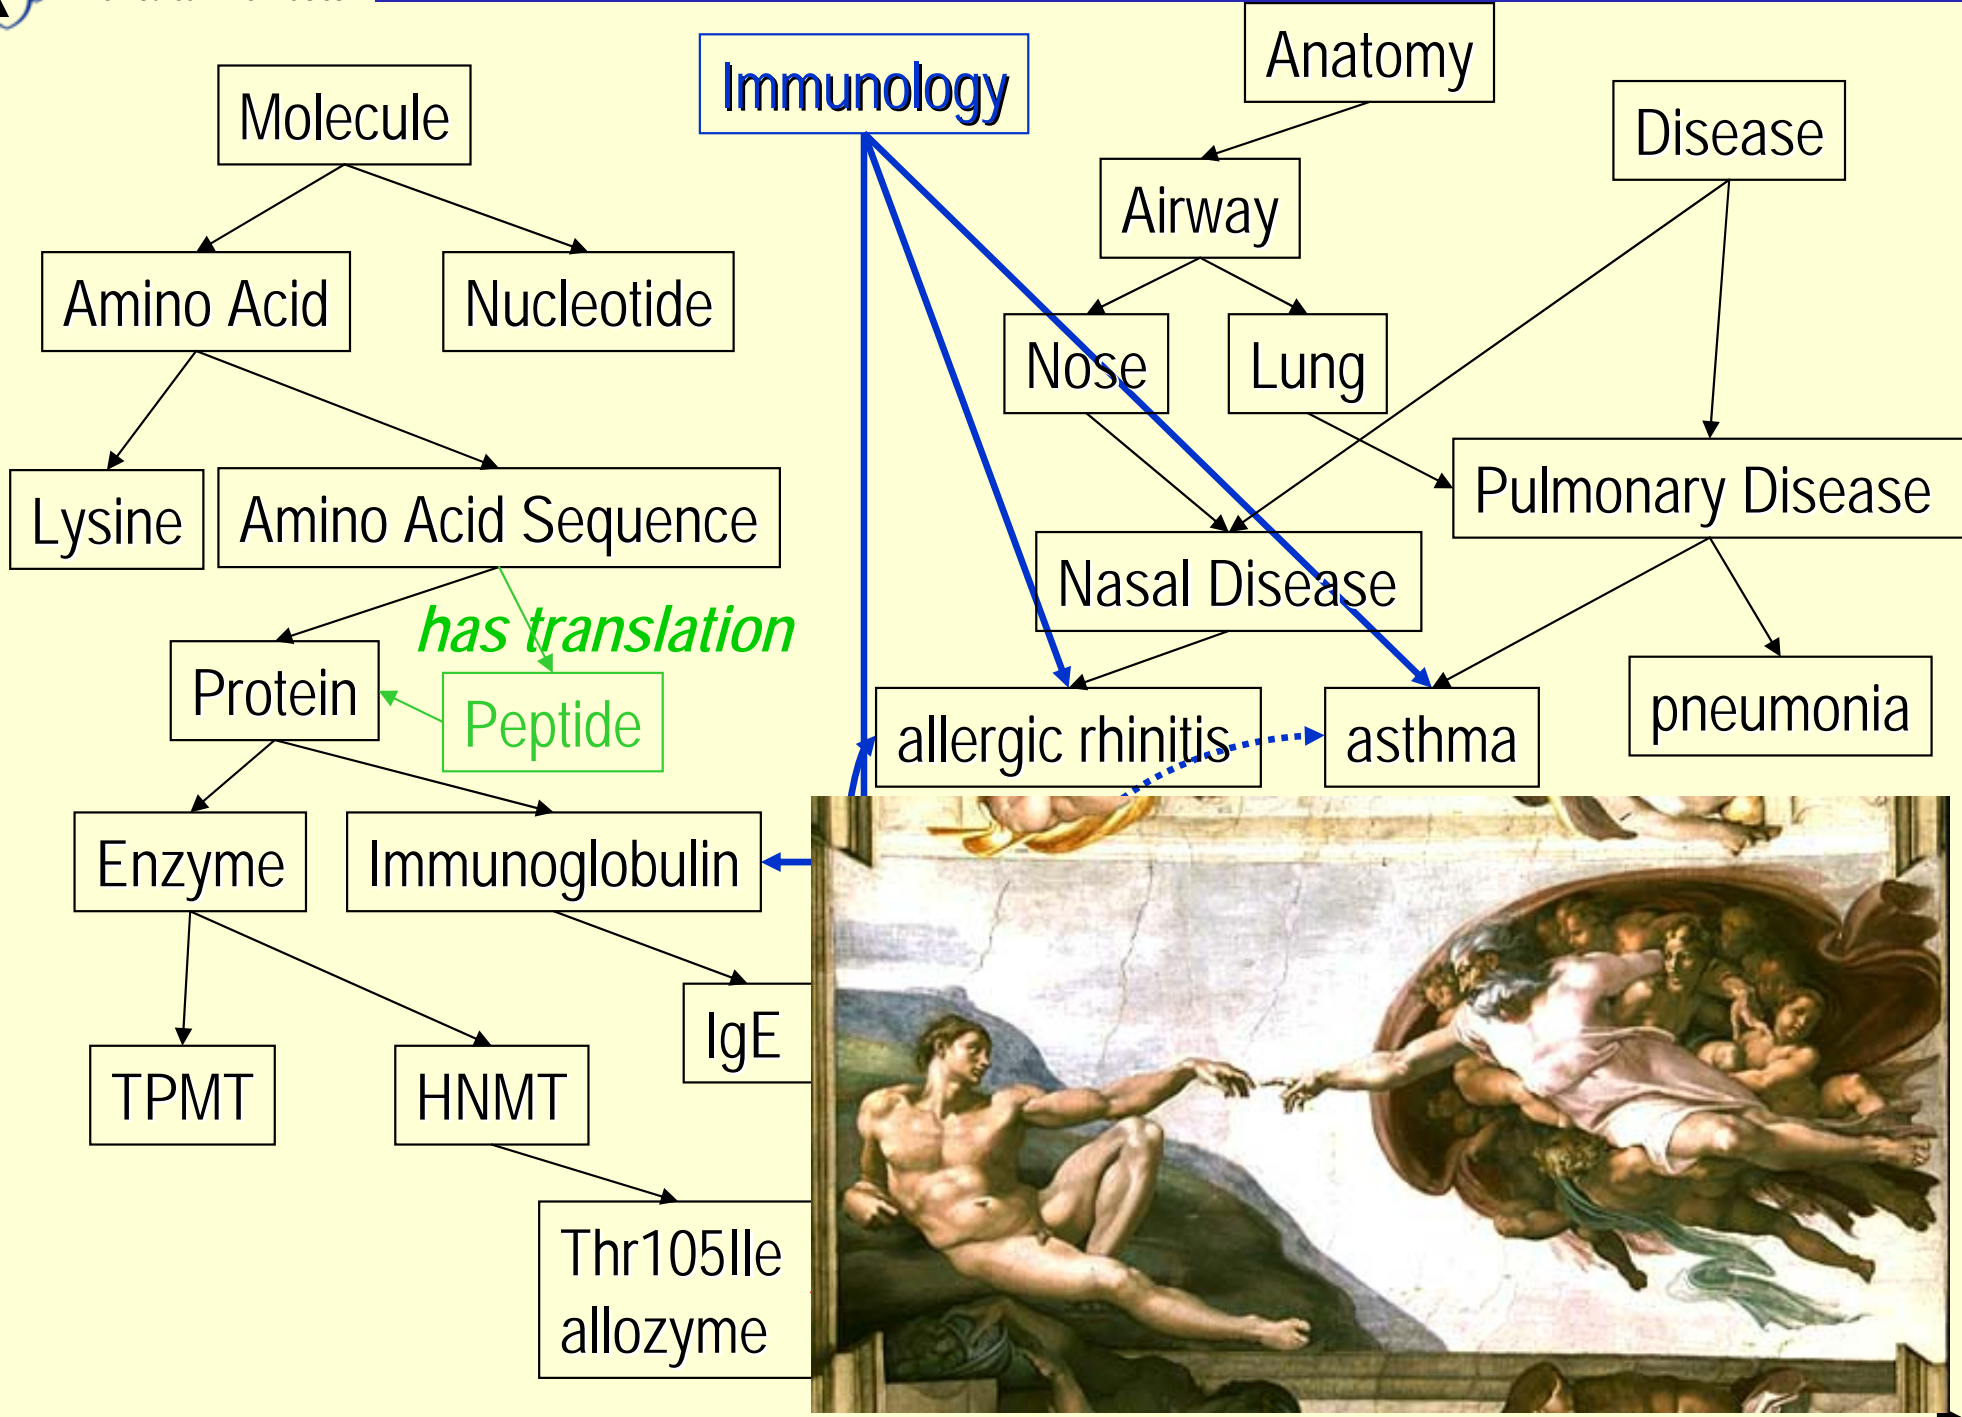 Anatomy
Immunology
Molecule
Disease
Airway
Amino Acid
Nucleotide
Nose
Lung
Pulmonary Disease
Lysine
Amino Acid Sequence
Nasal Disease
has translation
Protein
Peptide
allergic rhinitis
asthma
pneumonia
Enzyme
Immunoglobulin
IgE
TPMT
HNMT
Thr105Ile
allozyme